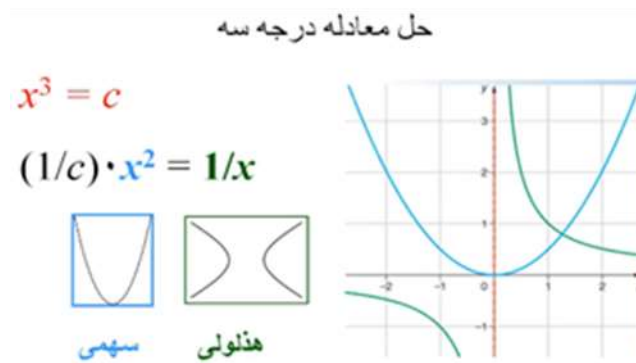 حل معادله درجه سه
x³ = c
(1/c)·x² = 1/x
سهمی
هذلولی
y
3
2
1
-2 -1 0 1 2
-1